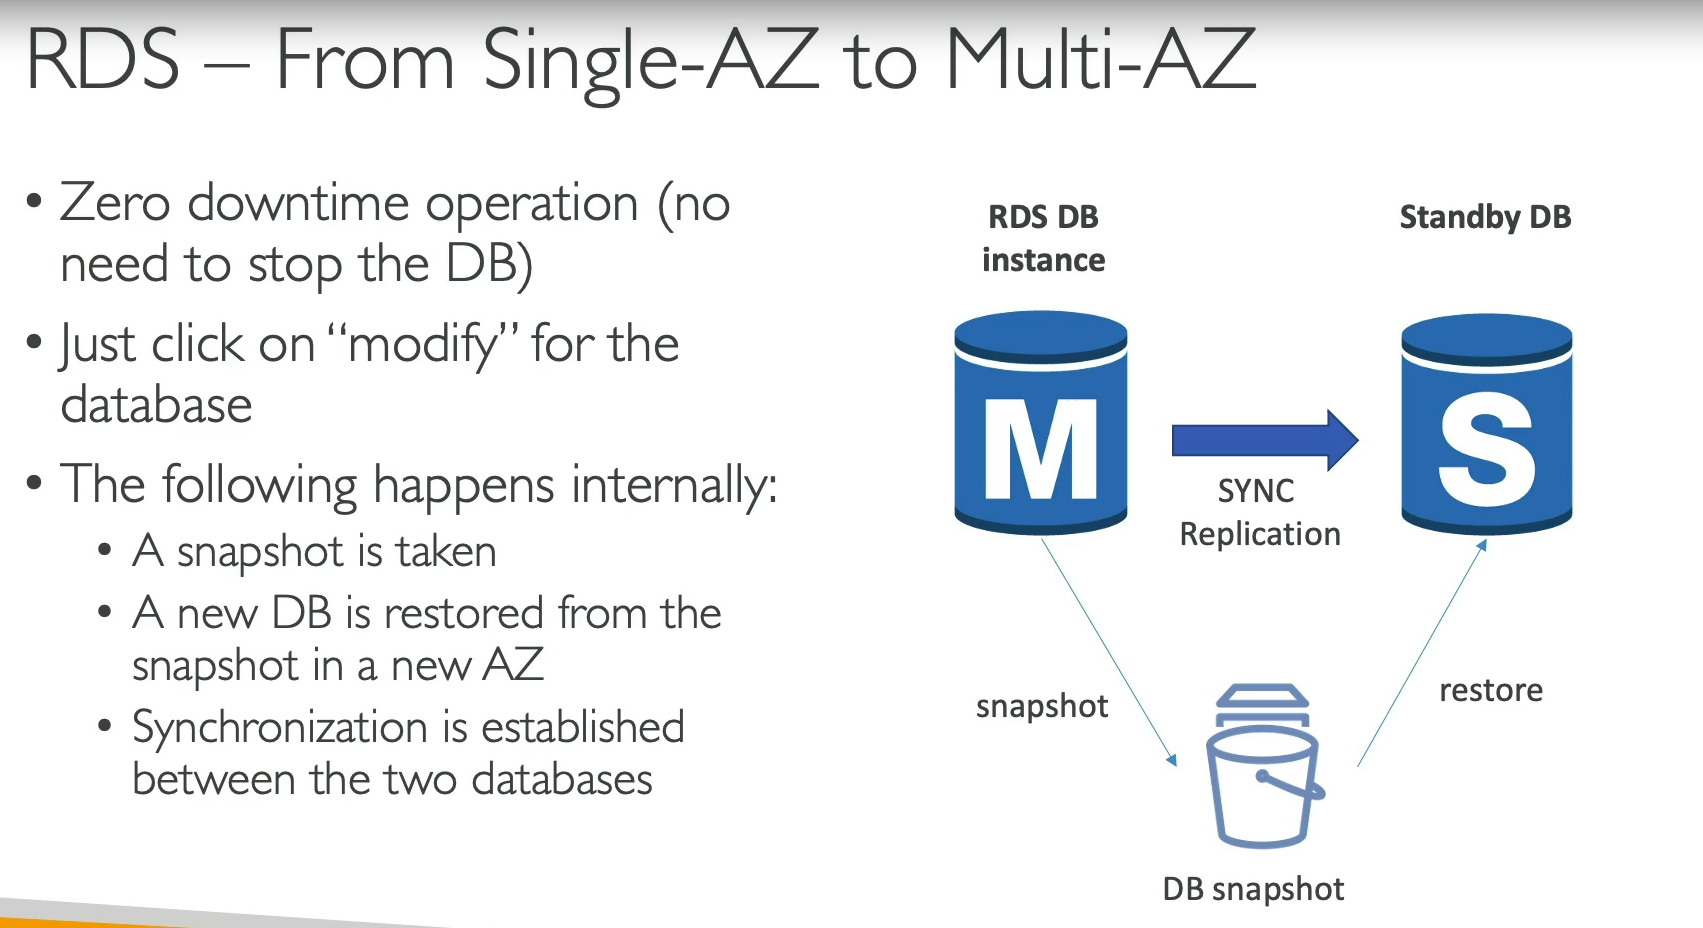 RDS – From Single-AZ to Multi-AZ
• Zero downtime operation (no
need to stop the DB)
• Just click on “modify” for the
database
• The following happens internally:
• A snapshot is taken
• A new DB is restored from the
snapshot in a new AZ
• Synchronization is established
between the two databases
RDS DB
instance
Standby DB
M
S
SYNC
Replication
snapshot
restore
DB snapshot